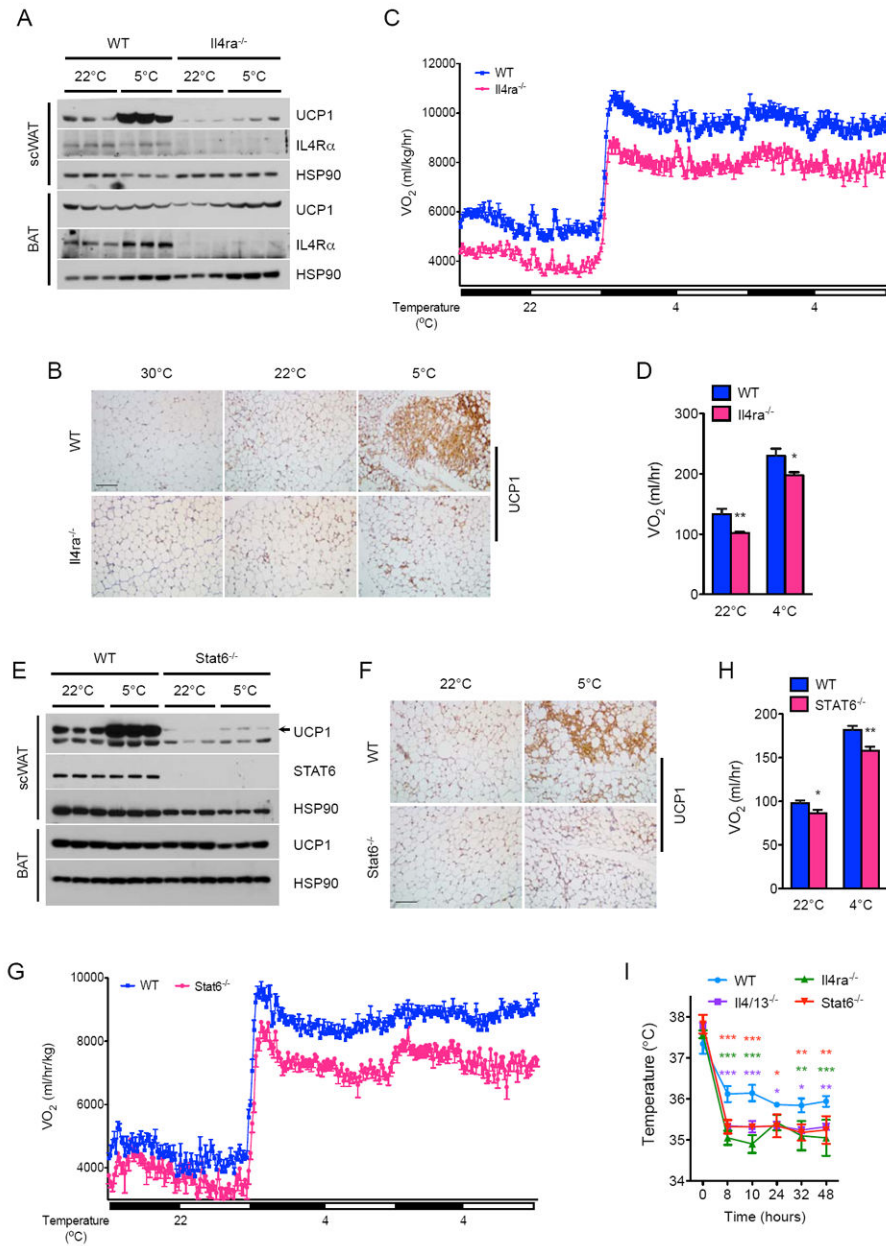 A
WT Il4ra-/-
22°C 5°C 22°C 5°C
scWAT
UCP1
IL4Rα
HSP90
BAT
UCP1
IL4Rα
HSP90
C
WT
Il4ra-/-
VO2 (ml/kg/hr)
12000
10000
8000
6000
4000
Temperature
(°C)
22 4 4
B
30°C 22°C 5°C
WT
Il4ra-/-
UCP1
D
WT
Il4ra-/-
VO2 (ml/hr)
300
200
100
0
** *
22°C 4°C
E
WT Stat6-/-
22°C 5°C 22°C 5°C
scWAT
UCP1
STAT6
HSP90
BAT
UCP1
HSP90
F
22°C 5°C
WT
Stat6-/-
UCP1
H
WT
STAT6-/-
VO2 (ml/hr)
200
150
100
50
0
* **
22°C 4°C
G
WT Stat6-/-
VO2 (ml/hr/kg)
10000
8000
6000
4000
Temperature
(°C)
22 4 4
I
WT Il4ra-/-
Il4/13-/- Stat6-/-
Temperature (°C)
38
37
36
35
34
*** *** ** **
*** *** * ** ***
*** *** * * **
0 8 10 24 32 48
Time (hours)